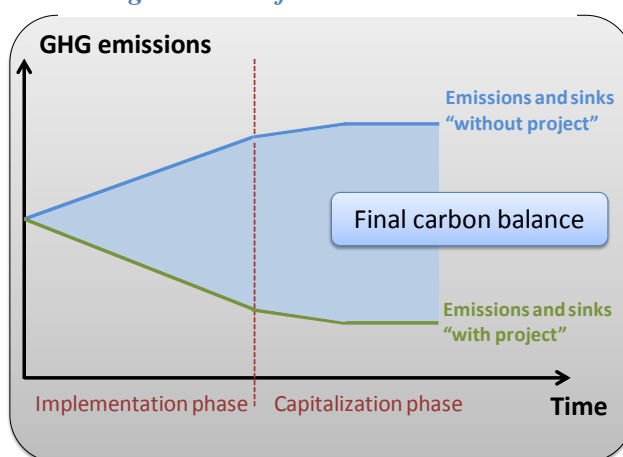 GHG emissions
Emissions and sinks
“without project”
Final carbon balance
Emissions and sinks
“with project”
Implementation phase
Capitalization phase
Time